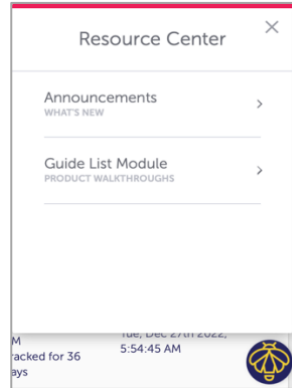 Resource Center
Announcements
WHAT'S NEW
Guide List Module
PRODUCT WALKTHROUGHS
Tue, Dec 27th 2022,
M
5:54:45 AM
racked for 36
ays